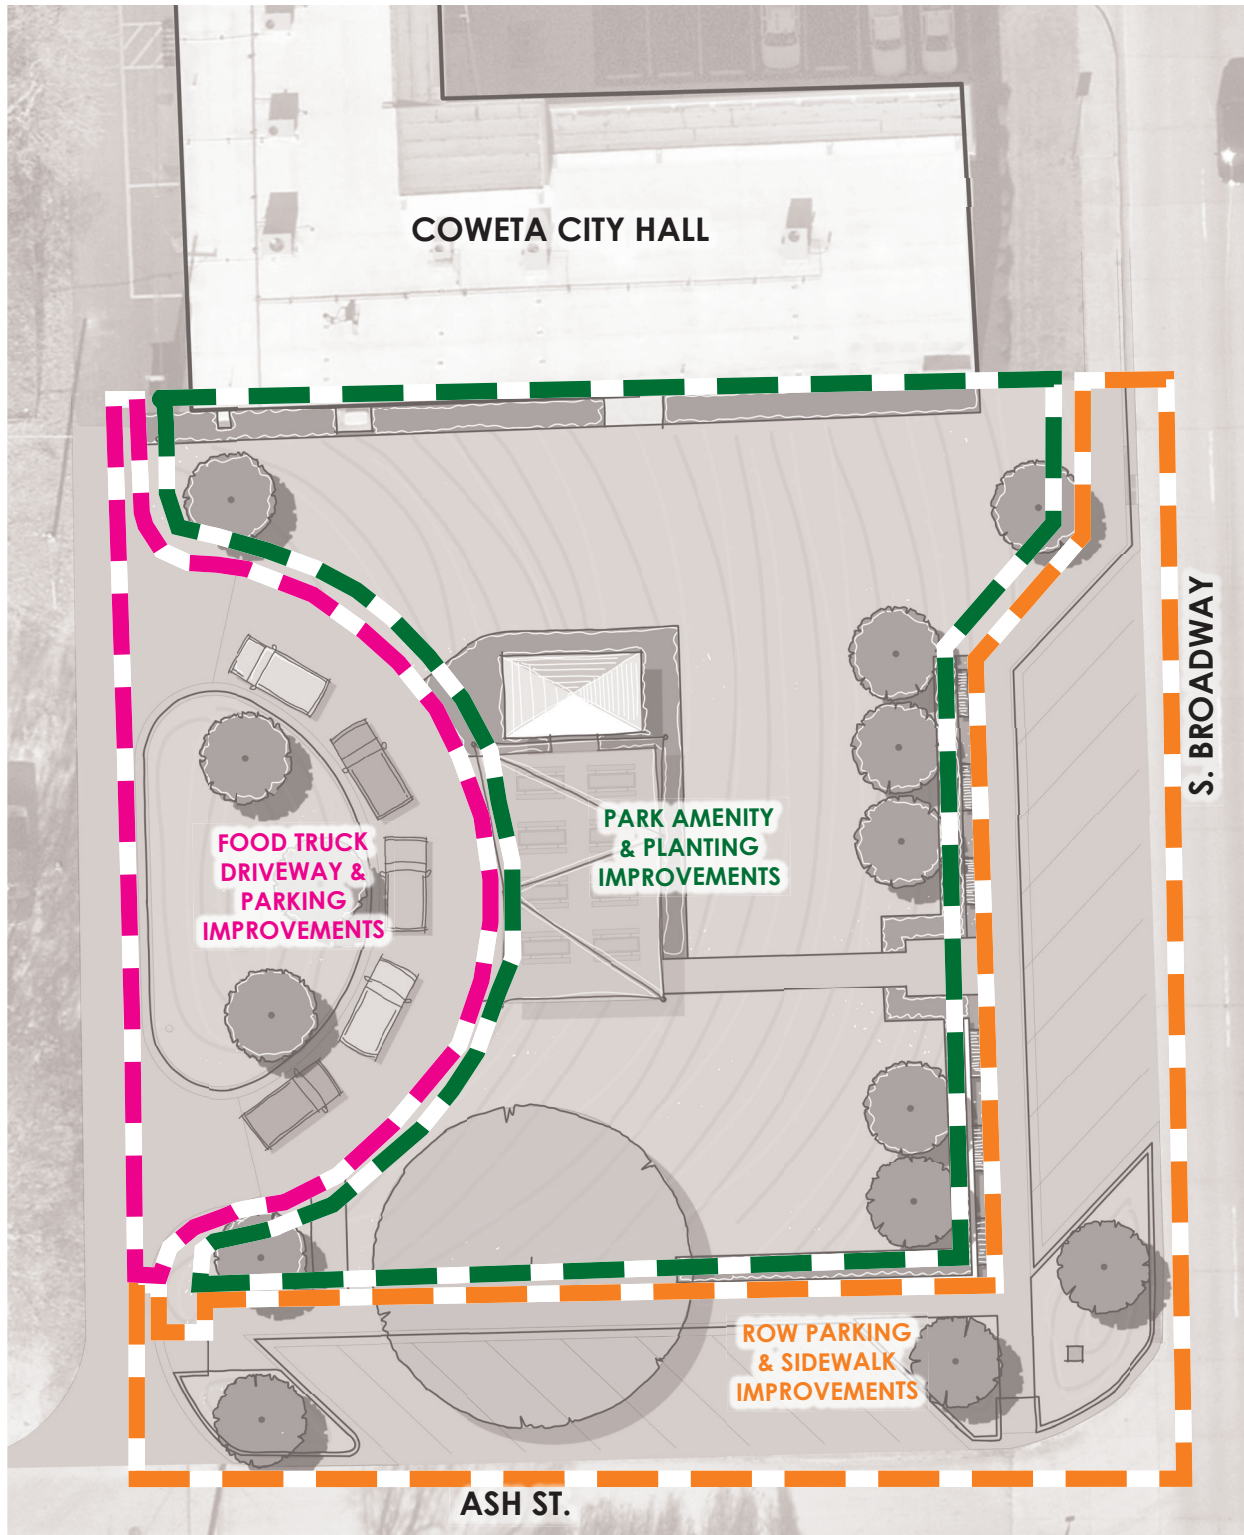 COWETA CITY HALL
S. BROADWAY
PARK AMENITY
& PLANTING
IMPROVEMENTS
FOOD TRUCK
DRIVEWAY &
PARKING
IMPROVEMENTS
ROW PARKING
& SIDEWALK
IMPROVEMENTS
ASH ST.